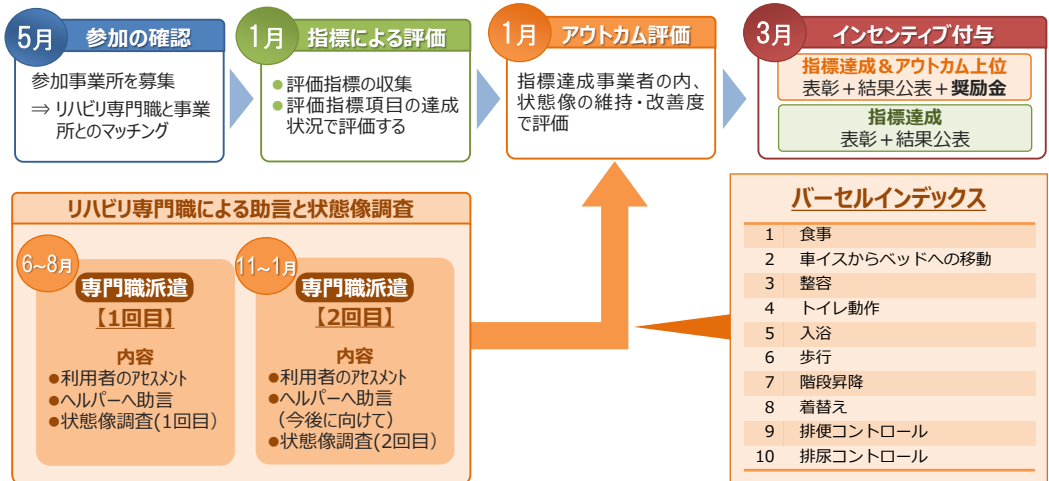 5月 参加の確認
参加事業所を募集
⇒ リハビリ専門職と事業
所とのマッチング
1月 指標による評価
●評価指標の収集
●評価指標項目の達成
状況で評価する
1月 アウトカム評価
指標達成事業者の内、
状態像の維持・改善度
で評価
3月 インセンティブ付与
指標達成&アウトカム上位
表彰+結果公表+奨励金
指標達成
表彰+結果公表
リハビリ専門職による助言と状態像調査
6~8月
専門職派遣
【1回目】
内容
●利用者のアセスメント
●ヘルパーへ助言
●状態像調査(1回目)
11~1月
専門職派遣
【2回目】
内容
●利用者のアセスメント
●ヘルパーへ助言
(今後に向けて)
●状態像調査(2回目)
バーセルインデックス
1 食事
2 車イスからベッドへの移動
3 整容
4 トイレ動作
5 入浴
6 歩行
7 階段昇降
8 着替え
9 排便コントロール
10 排尿コントロール